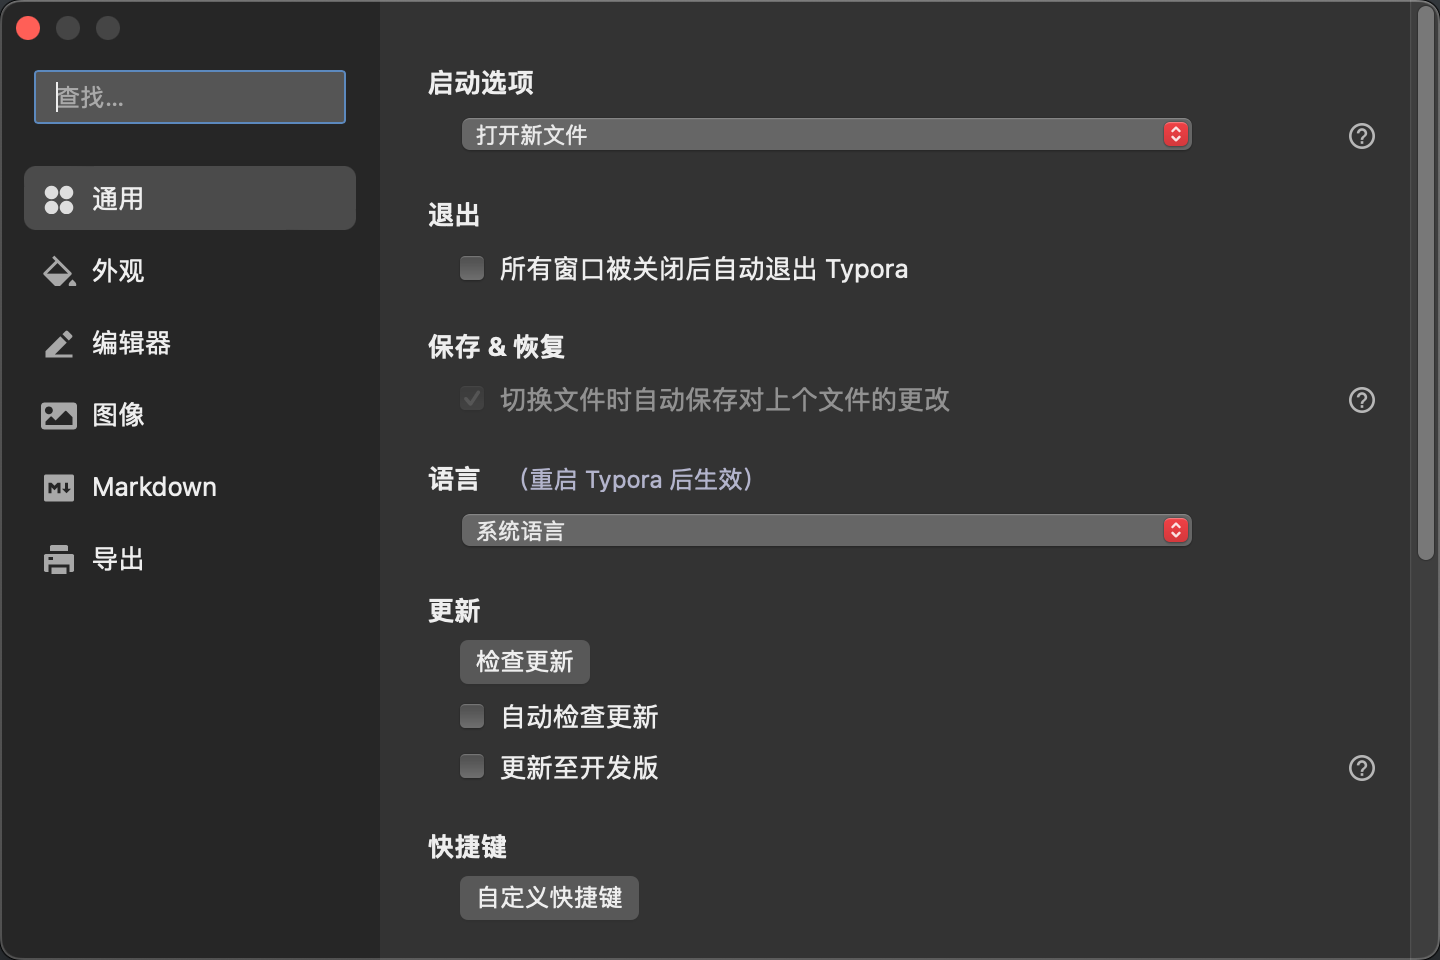 查找...
通用
外观
编辑器
图像
Markdown
导出
启动选项
打开新文件
退出
所有窗口被关闭后自动退出 Typora
保存 & 恢复
切换文件时自动保存对上个文件的更改
语言 （重启 Typora 后生效）
系统语言
更新
检查更新
自动检查更新
更新至开发版
快捷键
自定义快捷键